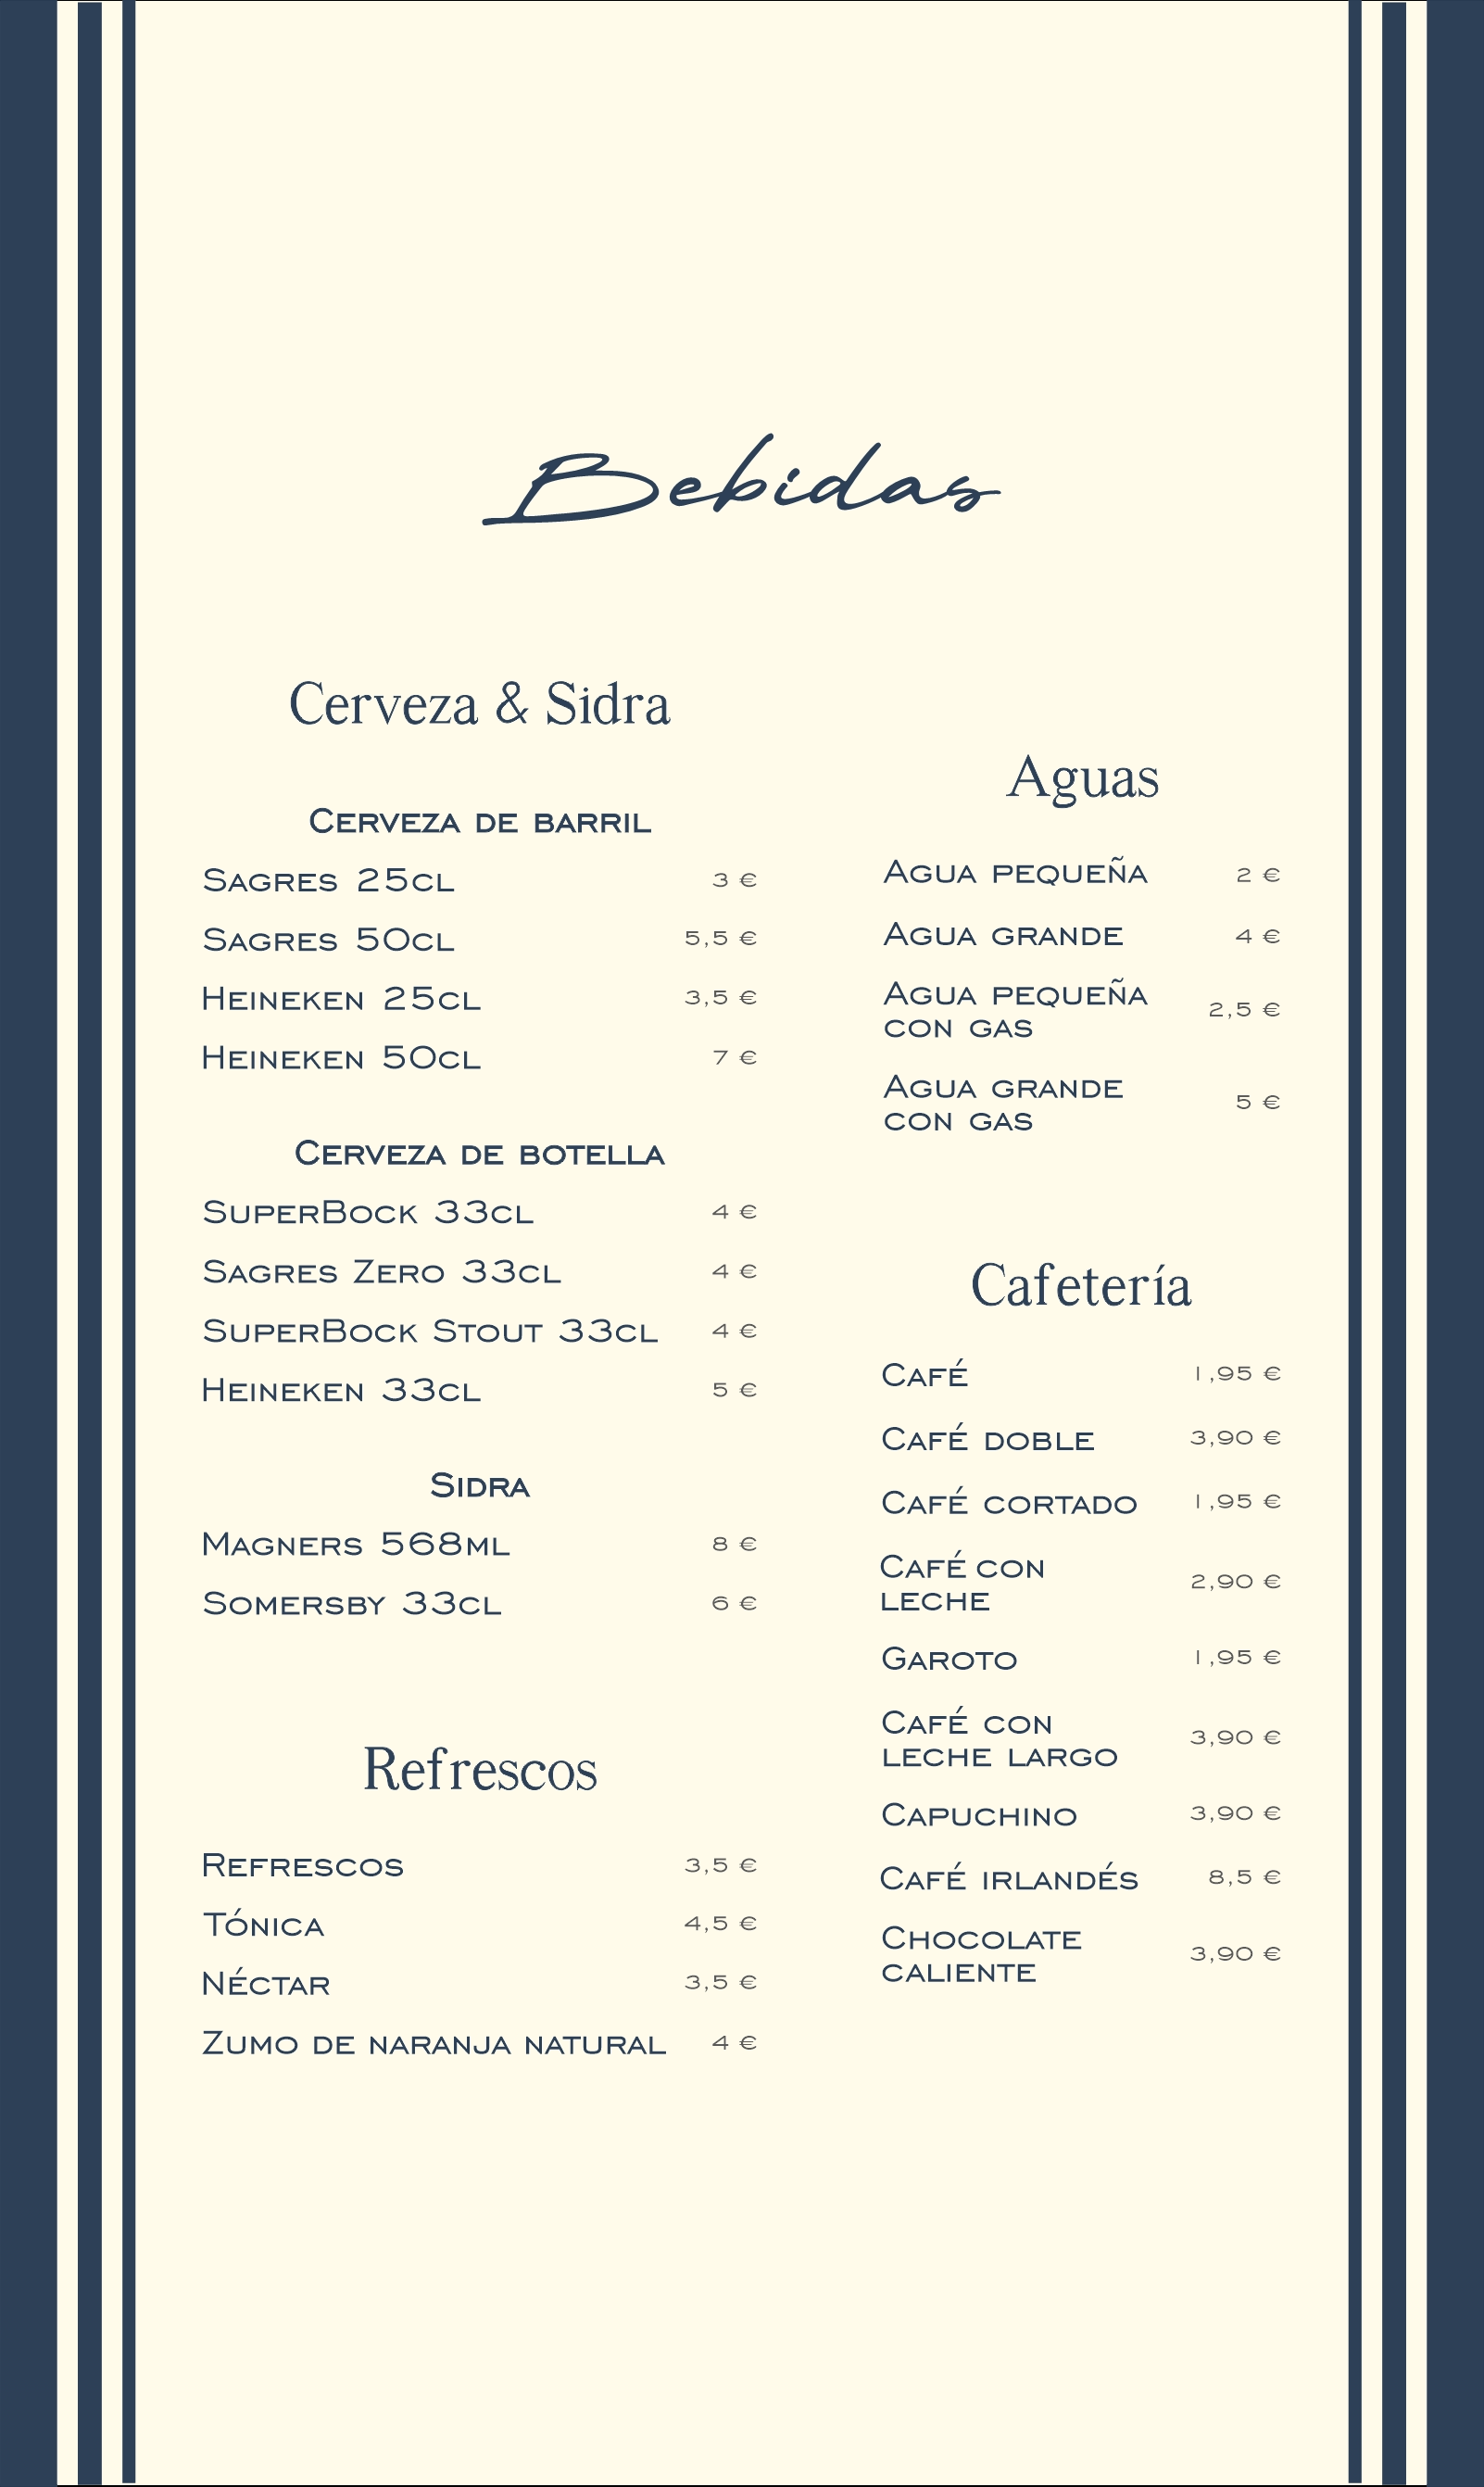 Bebidas
Cerveza & Sidra
Cerveza de barril
Sagres 25cl 3 €
Sagres 50cl 5,5 €
Heineken 25cl 3,5 €
Heineken 50cl 7 €
Cerveza de botella
SuperBock 33cl 4 €
Sagres Zero 33cl 4 €
SuperBock Stout 33cl 4 €
Heineken 33cl 5 €
Sidra
Magners 568ml 8 €
Somersby 33cl 6 €
Refrescos
Refrescos 3,5 €
Tónica 4,5 €
Néctar 3,5 €
Zumo de naranja natural 4 €
Aguas
Agua pequeña 2 €
Agua grande 4 €
Agua pequeña
con gas 2,5 €
Agua grande
con gas 5 €
Cafetería
Café 1,95 €
Café doble 3,90 €
Café cortado 1,95 €
Café con
leche 2,90 €
Garoto 1,95 €
Café con
leche largo 3,90 €
Capuchino 3,90 €
Café irlandés 8,5 €
Chocolate
caliente 3,90 €